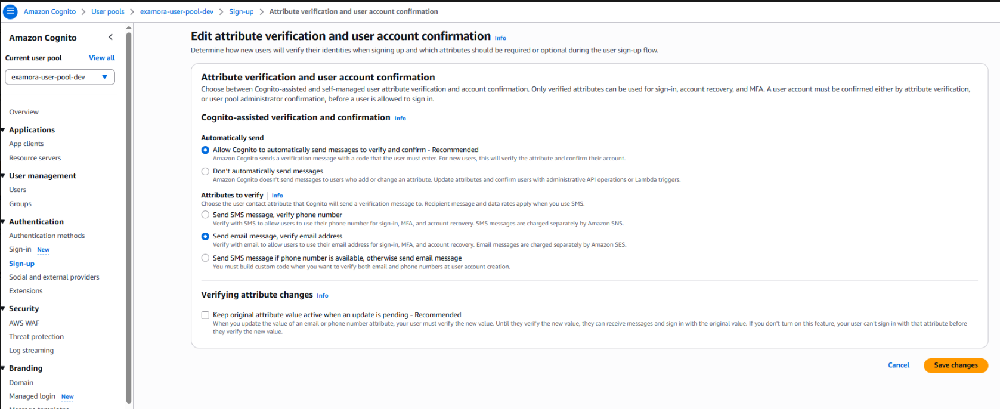 Amazon Cognito > User pools > examora-user-pool-dev > Sign-up > Attribute verification and user account confirmation
Amazon Cognito
Current user pool View all
examora-user-pool-dev
Overview
Applications
App clients
Resource servers
User management
Users
Groups
Authentication
Authentication methods
Sign-in New
Sign-up
Social and external providers
Extensions
Security
AWS WAF
Threat protection
Log streaming
Branding
Domain
Managed login New
Edit attribute verification and user account confirmation Info
Determine how new users will verify their identities when signing up and which attributes should be required or optional during the user sign-up flow.
Attribute verification and user account confirmation
Choose between Cognito-assisted and self-managed user attribute verification and account confirmation. Only verified attributes can be used for sign-in, account recovery, and MFA. A user account must be confirmed either by attribute verification,
or user pool administrator confirmation, before a user is allowed to sign in.
Cognito-assisted verification and confirmation Info
Automatically send
Allow Cognito to automatically send messages to verify and confirm - Recommended
Amazon Cognito sends a verification message with a code that the user must enter. For new users, this will verify the attribute and confirm their account.
Don't automatically send messages
Amazon Cognito doesn't send messages to users who add or change an attribute. Update attributes and confirm users with administrative API operations or Lambda triggers.
Attributes to verify | Info
Choose the user contact attribute that Cognito will send a verification message to. Recipient message and data rates apply when you use SMS.
Send SMS message, verify phone number
Verify with SMS to allow users to use their phone number for sign-in, MFA, and account recovery. SMS messages are charged separately by Amazon SNS.
Send email message, verify email address
Verify with email to allow users to use their email address for sign-in, MFA, and account recovery. Email messages are charged separately by Amazon SES.
Send SMS message if phone number is available, otherwise send email message
You must build custom code when you want to verify both email and phone numbers at user account creation.
Verifying attribute changes Info
Keep original attribute value active when an update is pending - Recommended
When you update the value of an email or phone number attribute, your user must verify the new value. Until they verify the new value, they can receive messages and sign in with the original value. If you don't turn on this feature, your user can't sign in with that attribute before
they verify the new value.
Cancel Save changes